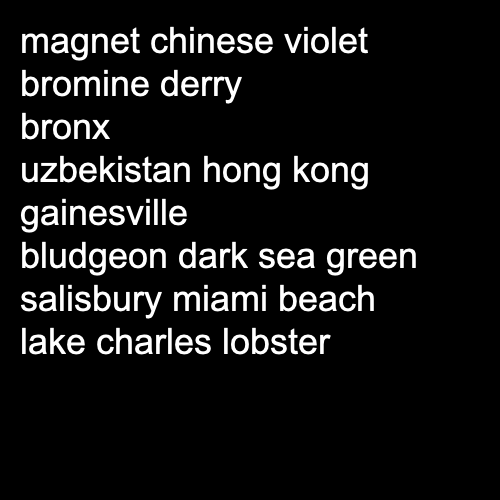 magnet chinese violet
bromine derry
bronx
uzbekistan hong kong
gainesville
bludgeon dark sea green
salisbury miami beach
lake charles lobster